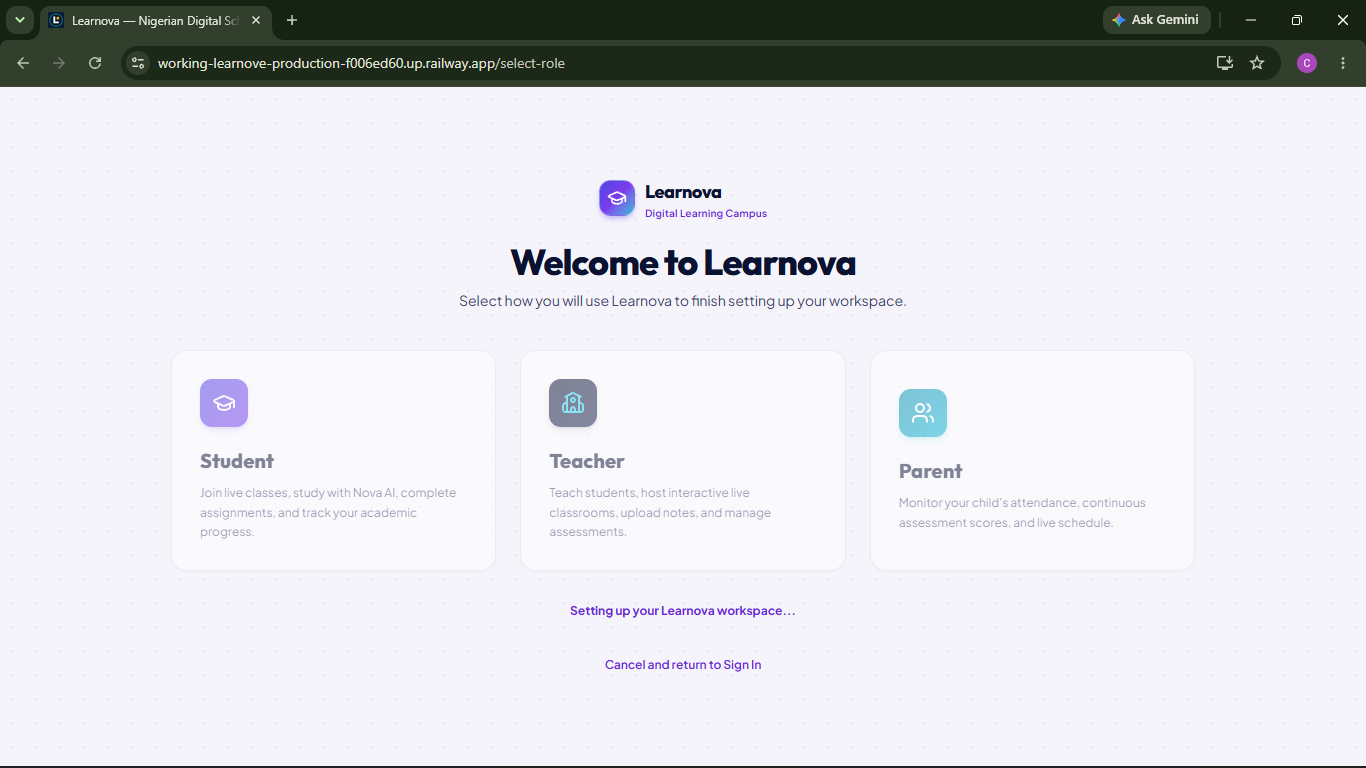 Learnova — Nigerian Digital Sc
Ask Gemini
working-learnove-production-f006ed60.up.railway.app/select-role
C
Learnova
Digital Learning Campus
Welcome to Learnova
Select how you will use Learnova to finish setting up your workspace.
Student
Join live classes, study with Nova AI, complete
assignments, and track your academic
progress.
Teacher
Teach students, host interactive live
classrooms, upload notes, and manage
assessments.
Parent
Monitor your child's attendance, continuous
assessment scores, and live schedule.
Setting up your Learnova workspace...
Cancel and return to Sign In